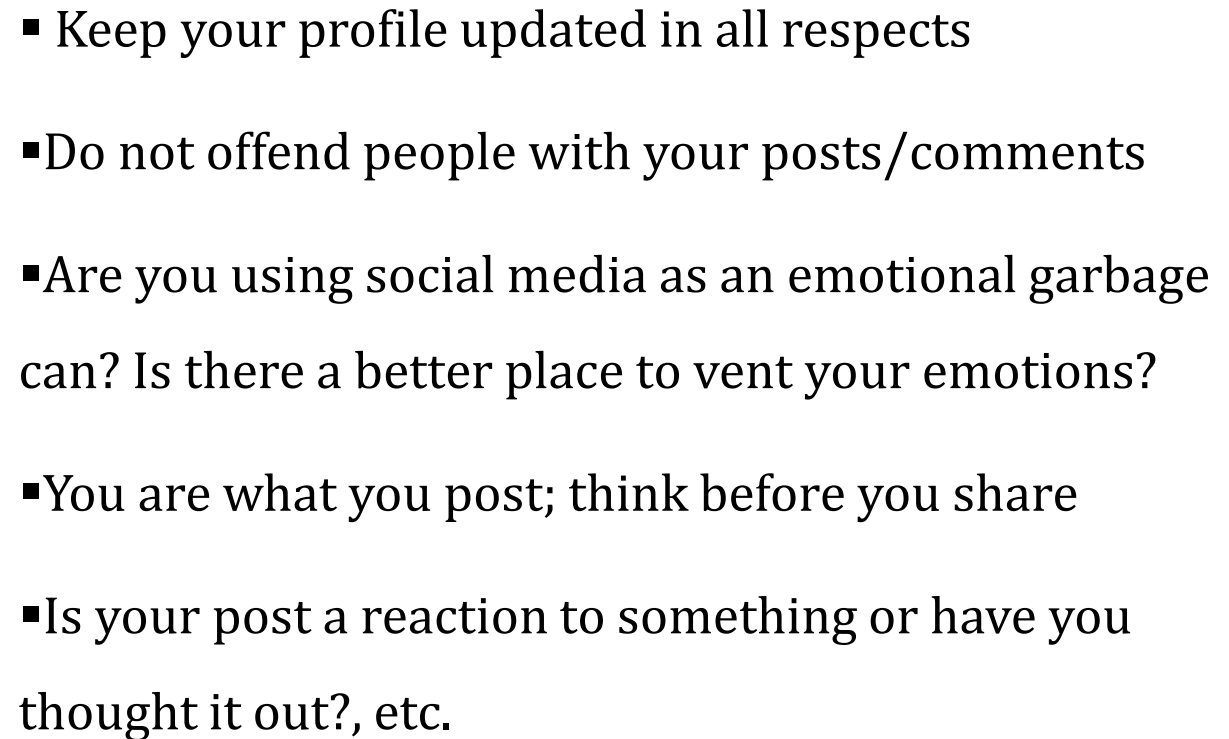 ▪ Keep your profile updated in all respects
▪Do not offend people with your posts/comments
▪Are you using social media as an emotional garbage
can? Is there a better place to vent your emotions?
▪You are what you post; think before you share
▪Is your post a reaction to something or have you
thought it out?, etc.